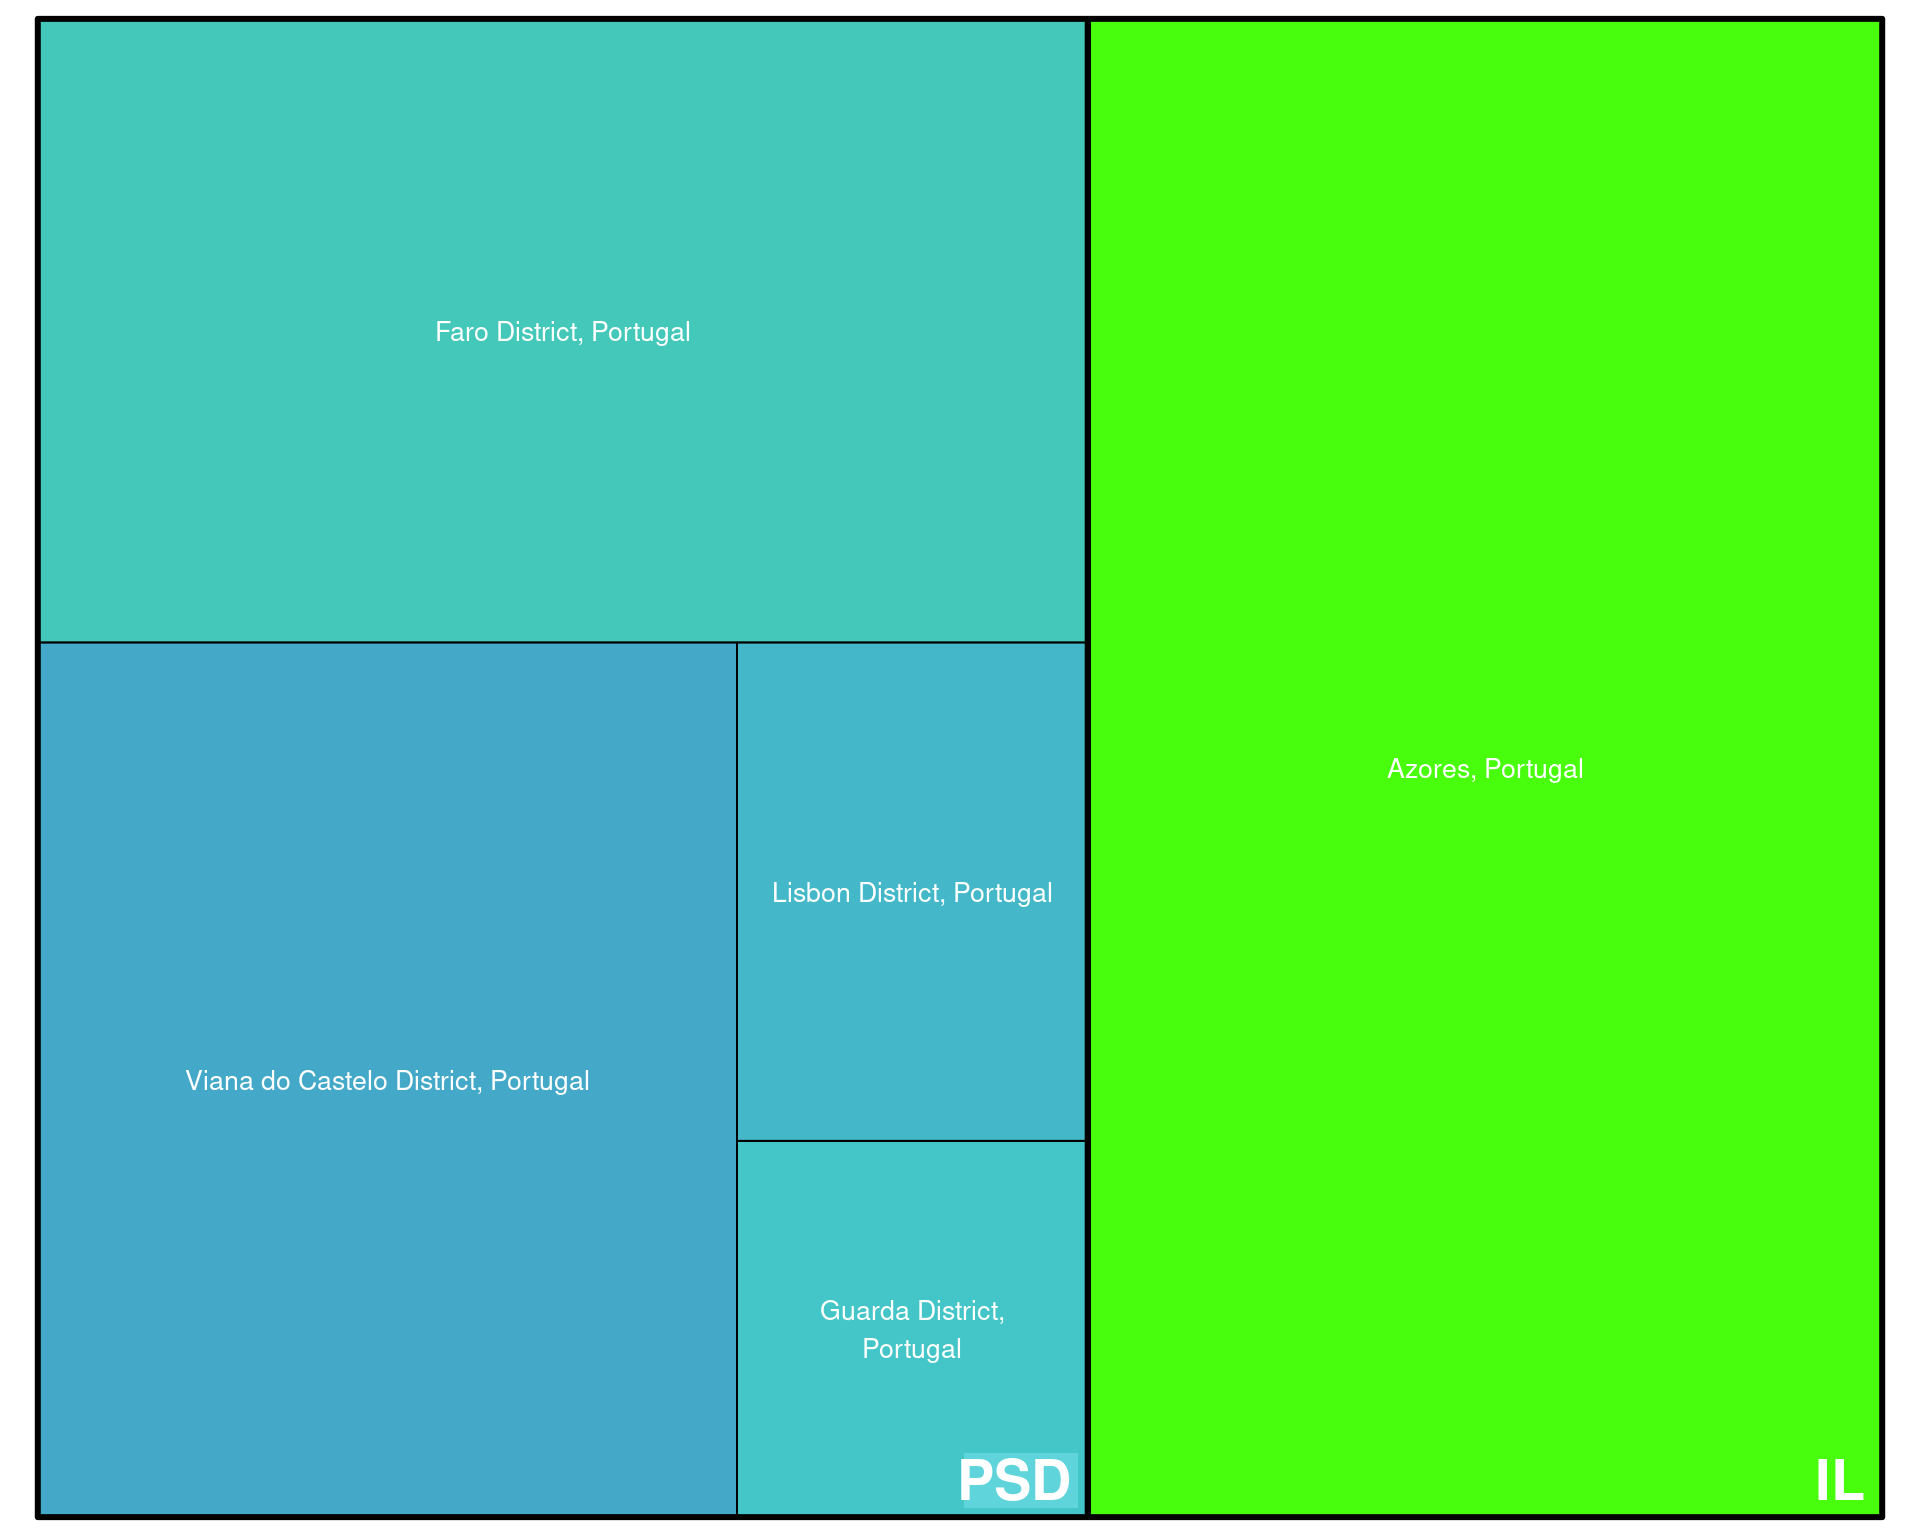 Faro District, Portugal
Viana do Castelo District, Portugal
Lisbon District, Portugal
Guarda District,
Portugal
PSD
Azores, Portugal
IL